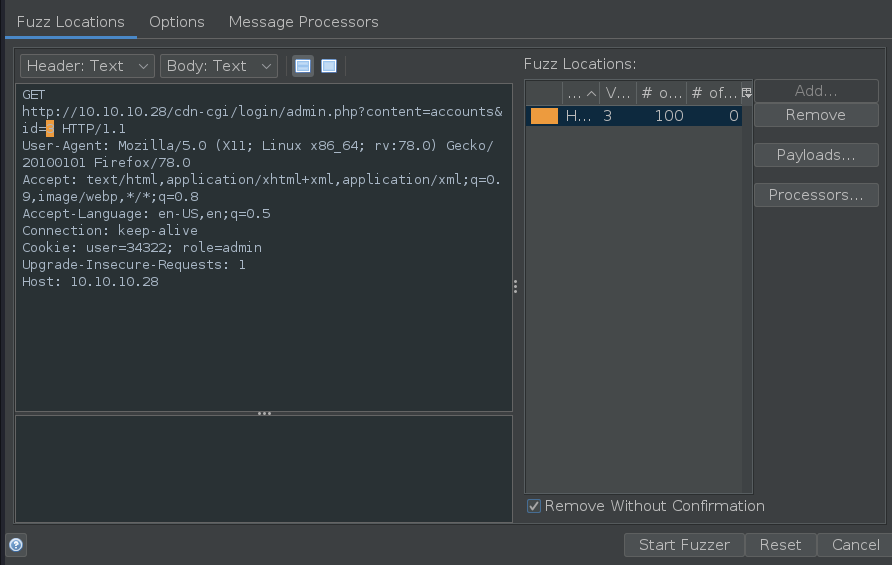 Fuzz Locations Options Message Processors
Header: Text Body: Text
Fuzz Locations:
GET
http://10.10.10.28/cdn-cgi/login/admin.php?content=accounts&
id= HTTP/1.1
User-Agent: Mozilla/5.0 (X11; Linux x86_64; rv:78.0) Gecko/
20100101 Firefox/78.0
Accept: text/html,application/xhtml+xml,application/xml;q=0.
9,image/webp,*/*;q=0.8
Accept-Language: en-US,en;q=0.5
Connection: keep-alive
Cookie: user=34322; role=admin
Upgrade-Insecure-Requests: 1
Host: 10.10.10.28
... V... # o... # of...
H... 3 100 0
Add...
Remove
Payloads...
Processors...
Remove Without Confirmation
Start Fuzzer Reset Cancel